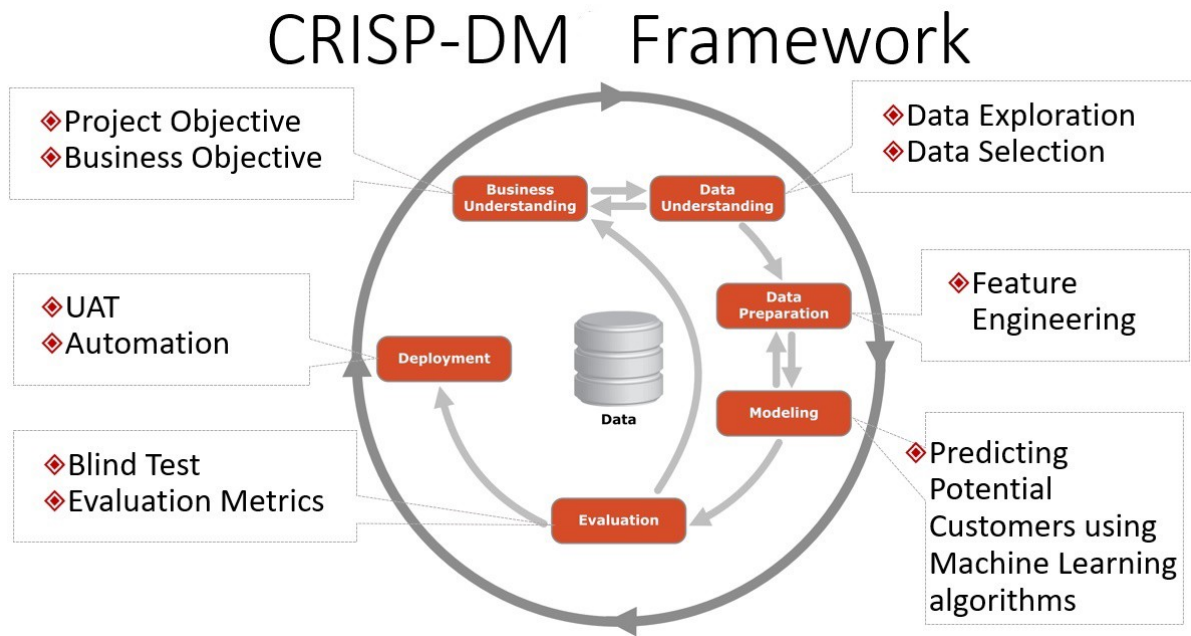 CRISP-DM Framework
Project Objective
Business Objective
Data Exploration
Data Selection
Business
Understanding
Data
Understanding
UAT
Automation
Feature
Engineering
Data
Preparation
Deployment
Data
Modeling
Blind Test
Evaluation Metrics
Predicting
Potential
Customers using
Machine Learning
algorithms
Evaluation